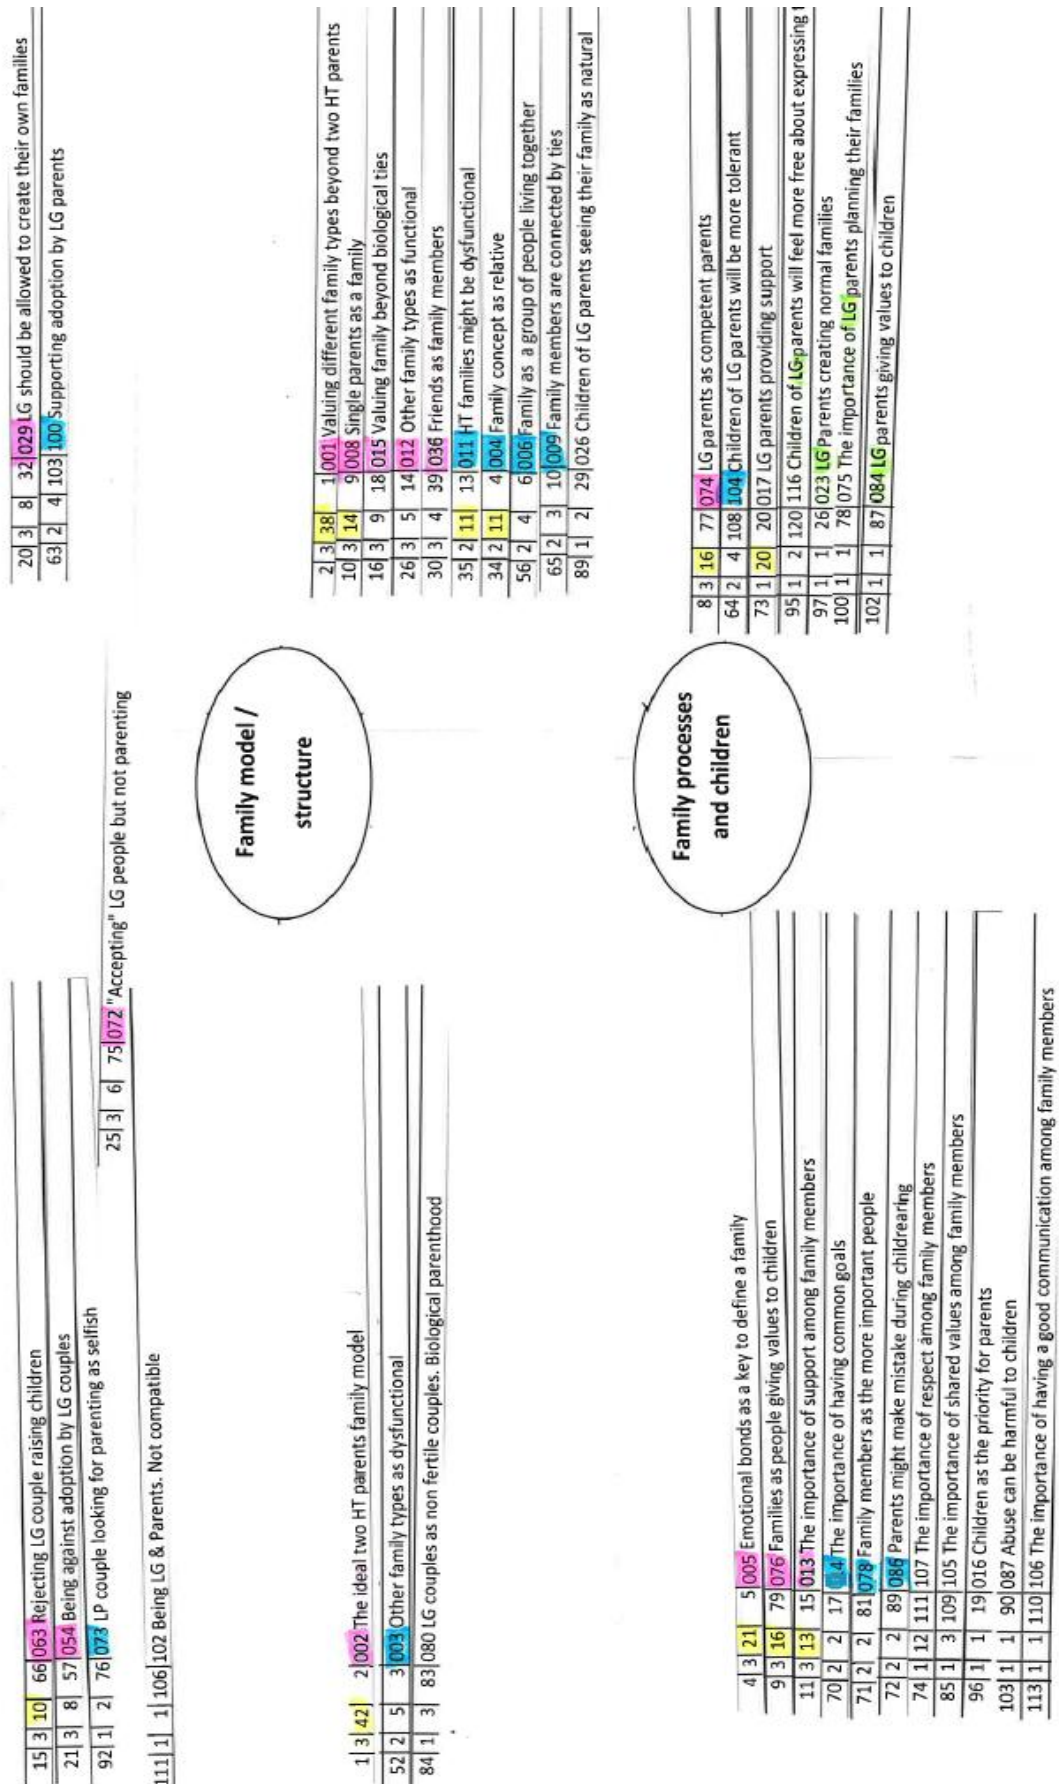 15 3 10 66 063 Rejecting LG couple raising children
21 3 8 57 054 Being against adoption by LG couples
92 1 2 76 073 LP couple looking for parenting as selfish
25 3 6 75 072 "Accepting" LG people but not parenting
111 1 1 106 102 Being LG & Parents. Not compatible
20 3 8 32 029 LG should be allowed to create their own families
63 2 4 103 100 Supporting adoption by LG parents
Family model /
structure
1 3 42 2 002 The ideal two HT parents family model
52 2 5 3 003 Other family types as dysfunctional
84 1 3 83 080 LG couples as non fertile couples. Biological parenthood
2 3 38 1 001 Valuing different family types beyond two HT parents
10 3 14 9 008 Single parents as a family
16 3 9 18 015 Valuing family beyond biological ties
26 3 5 14 012 Other family types as functional
30 3 4 39 036 Friends as family members
35 2 11 13 011 HT families might be dysfunctional
34 2 11 4 004 Family concept as relative
56 2 4 6 006 Family as a group of people living together
65 2 3 10 009 Family members are connected by ties
89 1 2 29 026 Children of LG parents seeing their family as natural
Family processes
and children
4 3 21 5 005 Emotional bonds as a key to define a family
9 3 16 79 076 Families as people giving values to children
11 3 13 15 013 The importance of support among family members
70 2 2 17 014 The importance of having common goals
71 2 2 81 078 Family members as the more important people
72 2 2 89 086 Parents might make mistake during childrearing
74 1 12 111 107 The importance of respect among family members
85 1 3 109 105 The importance of shared values among family members
96 1 1 19 016 Children as the priority for parents
103 1 1 90 087 Abuse can be harmful to children
113 1 1 110 106 The importance of having a good communication among family members
8 3 16 77 074 LG parents as competent parents
64 2 4 108 104 Children of LG parents will be more tolerant
73 1 20 20 017 LG parents providing support
95 1 2 120 116 Children of LG parents will feel more free about expressing
97 1 1 26 023 LG Parents creating normal families
100 1 1 78 075 The importance of LG parents planning their families
102 1 1 87 084 LG parents giving values to children